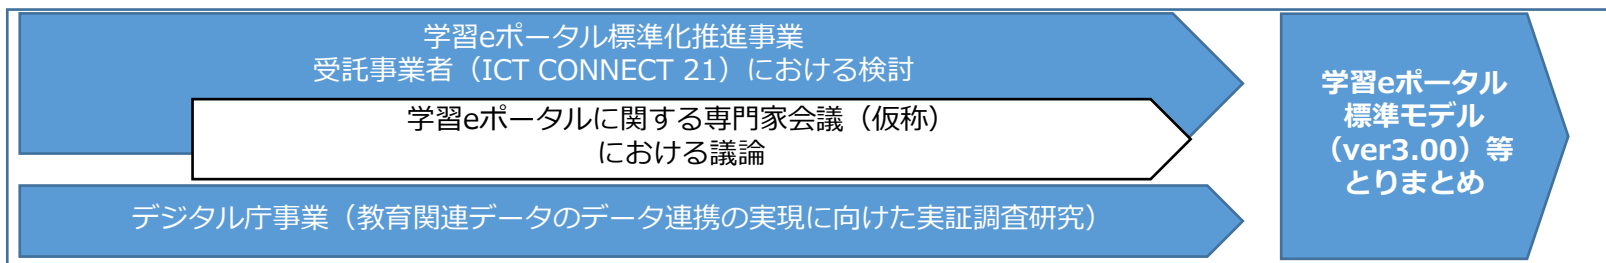 学習eポータル標準化推進事業
受託事業者（ICT CONNECT 21）における検討
学習eポータルに関する専門家会議（仮称）
における議論
デジタル庁事業（教育関連データのデータ連携の実現に向けた実証調査研究）
学習eポータル
標準モデル
（ver3.00）等
とりまとめ